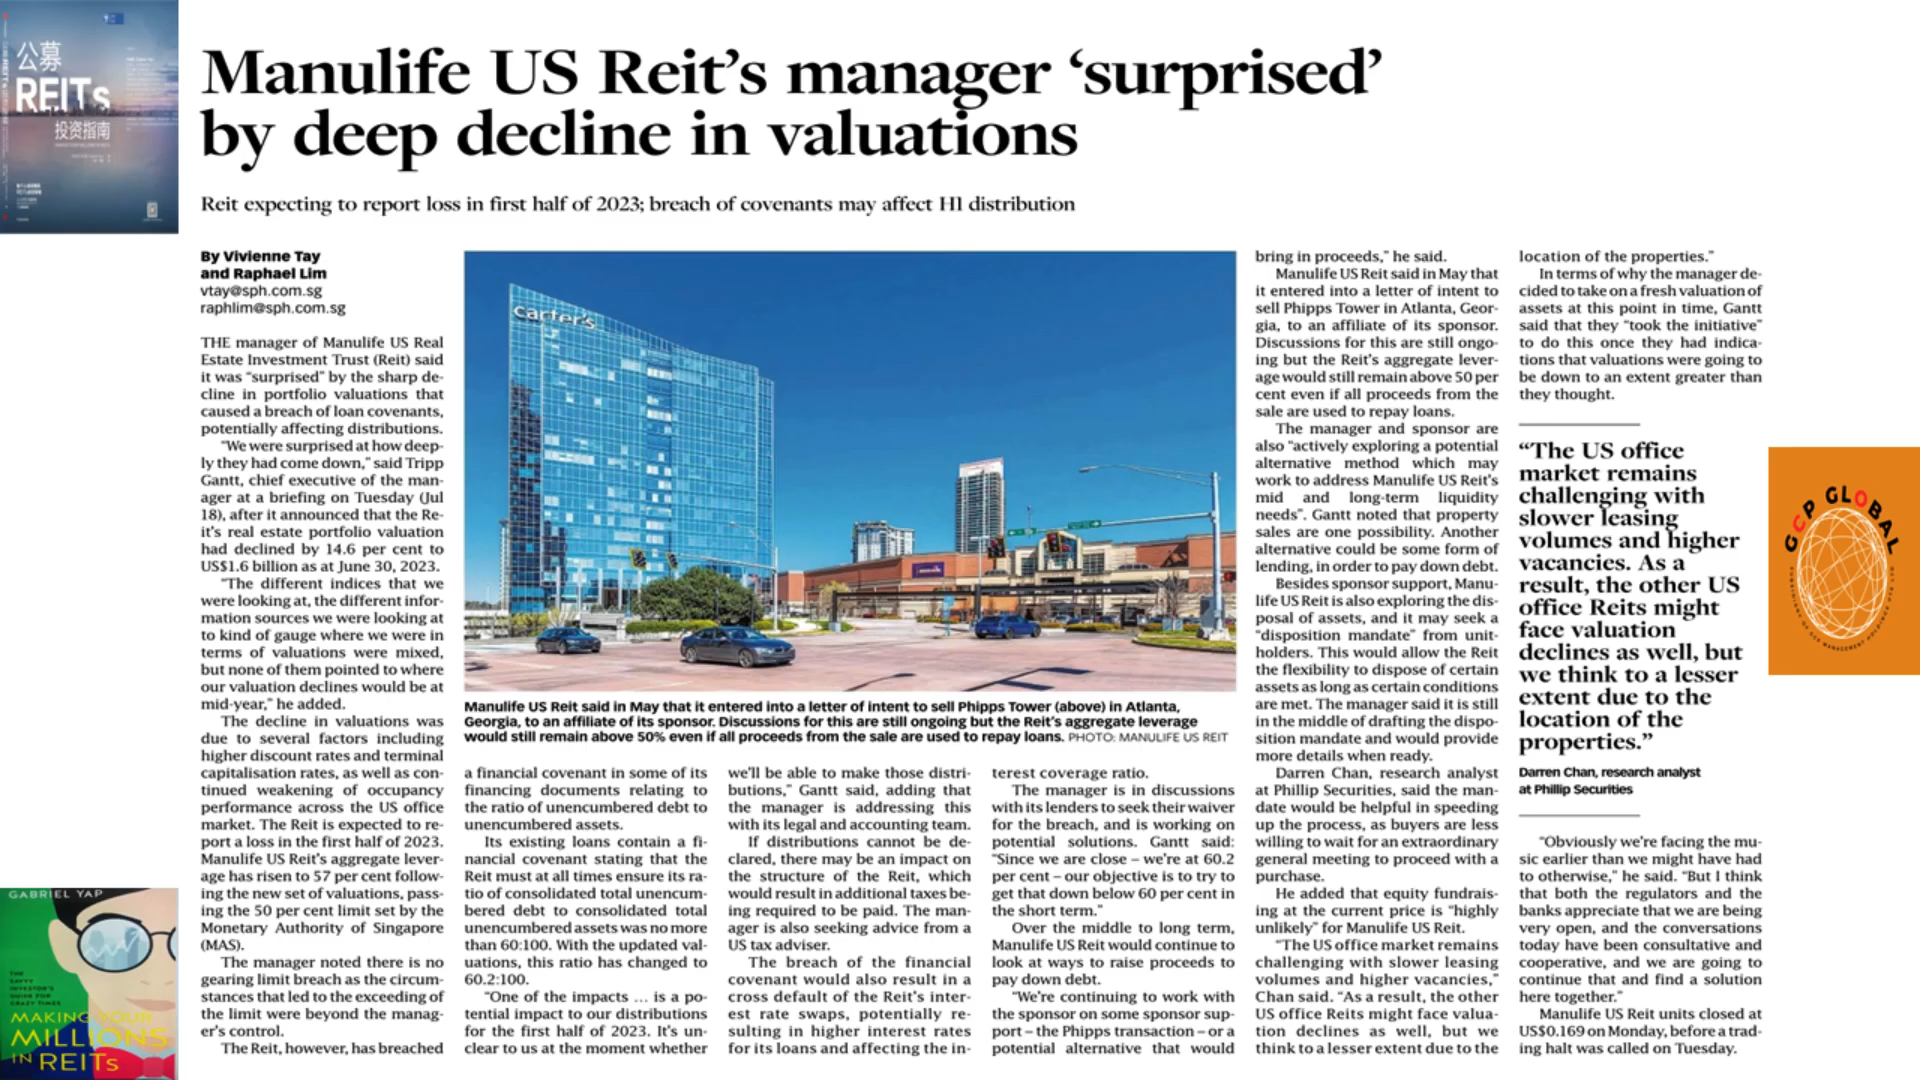 公募
REITs
投资指南
Manulife US Reit's manager ‘surprised’
by deep decline in valuations
Reit expecting to report loss in first half of 2023; breach of covenants may affect H1 distribution
By Vivienne Tay
and Raphael Lim
vtay@sph.com.sg
raphlim@sph.com.sg
THE manager of Manulife US Real
Estate Investment Trust (Reit) said
it was “surprised” by the sharp de-
cline in portfolio valuations that
caused a breach of loan covenants,
potentially affecting distributions.
“We were surprised at how deep-
ly they had come down,” said Tripp
Gantt, chief executive of the man-
ager at a briefing on Tuesday (Jul
18), after it announced that the Re-
it's real estate portfolio valuation
had declined by 14.6 per cent to
US$1.6 billion as at June 30, 2023.
“The different indices that we
were looking at, the different infor-
mation sources we were looking at
to kind of gauge where we were in
terms of valuations were mixed,
but none of them pointed to where
our valuation declines would be at
mid-year,” he added.
The decline in valuations was
due to several factors including
higher discount rates and terminal
capitalisation rates, as well as con-
tinued weakening of occupancy
performance across the US office
market. The Reit is expected to re-
port a loss in the first half of 2023.
Manulife US Reit's aggregate lever-
age has risen to 57 per cent follow-
ing the new set of valuations, pass-
ing the 50 per cent limit set by the
Monetary Authority of Singapore
(MAS).
The manager noted there is no
gearing limit breach as the circum-
stances that led to the exceeding of
the limit were beyond the manag-
er's control.
The Reit, however, has breached
carter's
Manulife US Reit said in May that it entered into a letter of intent to sell Phipps Tower (above) in Atlanta,
Georgia, to an affiliate of its sponsor. Discussions for this are still ongoing but the Reit's aggregate leverage
would still remain above 50% even if all proceeds from the sale are used to repay loans. PHOTO: MANULIFE US REIT
a financial covenant in some of its
financing documents relating to
the ratio of unencumbered debt to
unencumbered assets.
Its existing loans contain a fi-
nancial covenant stating that the
Reit must at all times ensure its ra-
tio of consolidated total unencum-
bered debt to consolidated total
unencumbered assets was no more
than 60:100. With the updated val-
uations, this ratio has changed to
60.2:100.
“One of the impacts ... is a po-
tential impact to our distributions
for the first half of 2023. It's un-
clear to us at the moment whether
we'll be able to make those distri-
butions,” Gantt said, adding that
the manager is addressing this
with its legal and accounting team.
If distributions cannot be de-
clared, there may be an impact on
the structure of the Reit, which
would result in additional taxes be-
ing required to be paid. The man-
ager is also seeking advice from a
US tax adviser.
The breach of the financial
covenant would also result in a
cross default of the Reit's inter-
est rate swaps, potentially re-
sulting in higher interest rates
for its loans and affecting the in-
terest coverage ratio.
The manager is in discussions
with its lenders to seek their waiver
for the breach, and is working on
potential solutions. Gantt said:
“Since we are close – we're at 60.2
per cent – our objective is to try to
get that down below 60 per cent in
the short term.”
Over the middle to long term,
Manulife US Reit would continue to
look at ways to raise proceeds to
pay down debt.
“We're continuing to work with
the sponsor on some sponsor sup-
port – the Phipps transaction – or a
potential alternative that would
bring in proceeds,” he said.
Manulife US Reit said in May that
it entered into a letter of intent to
sell Phipps Tower in Atlanta, Geor-
gia, to an affiliate of its sponsor.
Discussions for this are still ongo-
ing but the Reit's aggregate lever-
age would still remain above 50 per
cent even if all proceeds from the
sale are used to repay loans.
The manager and sponsor are
also “actively exploring a potential
alternative method which may
work to address Manulife US Reit's
mid and long-term liquidity
needs”. Gantt noted that property
sales are one possibility. Another
alternative could be some form of
lending, in order to pay down debt.
Besides sponsor support, Manu-
life US Reit is also exploring the dis-
posal of assets, and it may seek a
“disposition mandate” from unit-
holders. This would allow the Reit
the flexibility to dispose of certain
assets as long as certain conditions
are met. The manager said it is still
in the middle of drafting the dispo-
sition mandate and would provide
more details when ready.
Darren Chan, research analyst
at Phillip Securities, said the man-
date would be helpful in speeding
up the process, as buyers are less
willing to wait for an extraordinary
general meeting to proceed with a
purchase.
He added that equity fundrais-
ing at the current price is “highly
unlikely” for Manulife US Reit.
“The US office market remains
challenging with slower leasing
volumes and higher vacancies,”
Chan said. “As a result, the other
US office Reits might face valua-
tion declines as well, but we
think to a lesser extent due to the
location of the properties.”
In terms of why the manager de-
cided to take on a fresh valuation of
assets at this point in time, Gantt
said that they “took the initiative”
to do this once they had indica-
tions that valuations were going to
be down to an extent greater than
they thought.
“The US office
market remains
challenging with
slower leasing
volumes and higher
vacancies. As a
result, the other US
office Reits might
face valuation
declines as well, but
we think to a lesser
extent due to the
location of the
properties.”
Darren Chan, research analyst
at Phillip Securities
“Obviously we're facing the mu-
sic earlier than we might have had
to otherwise,” he said. “But I think
that both the regulators and the
banks appreciate that we are being
very open, and the conversations
today have been consultative and
cooperative, and we are going to
continue that and find a solution
here together.”
Manulife US Reit units closed at
US$0.169 on Monday, before a trad-
ing halt was called on Tuesday.
GCP GLOBAL
GABRIEL YAP
THE
SAVVY
INVESTOR'S
GUIDE FOR
CRAZY TIMES
MAKING YOUR
MILLIONS
IN REITs